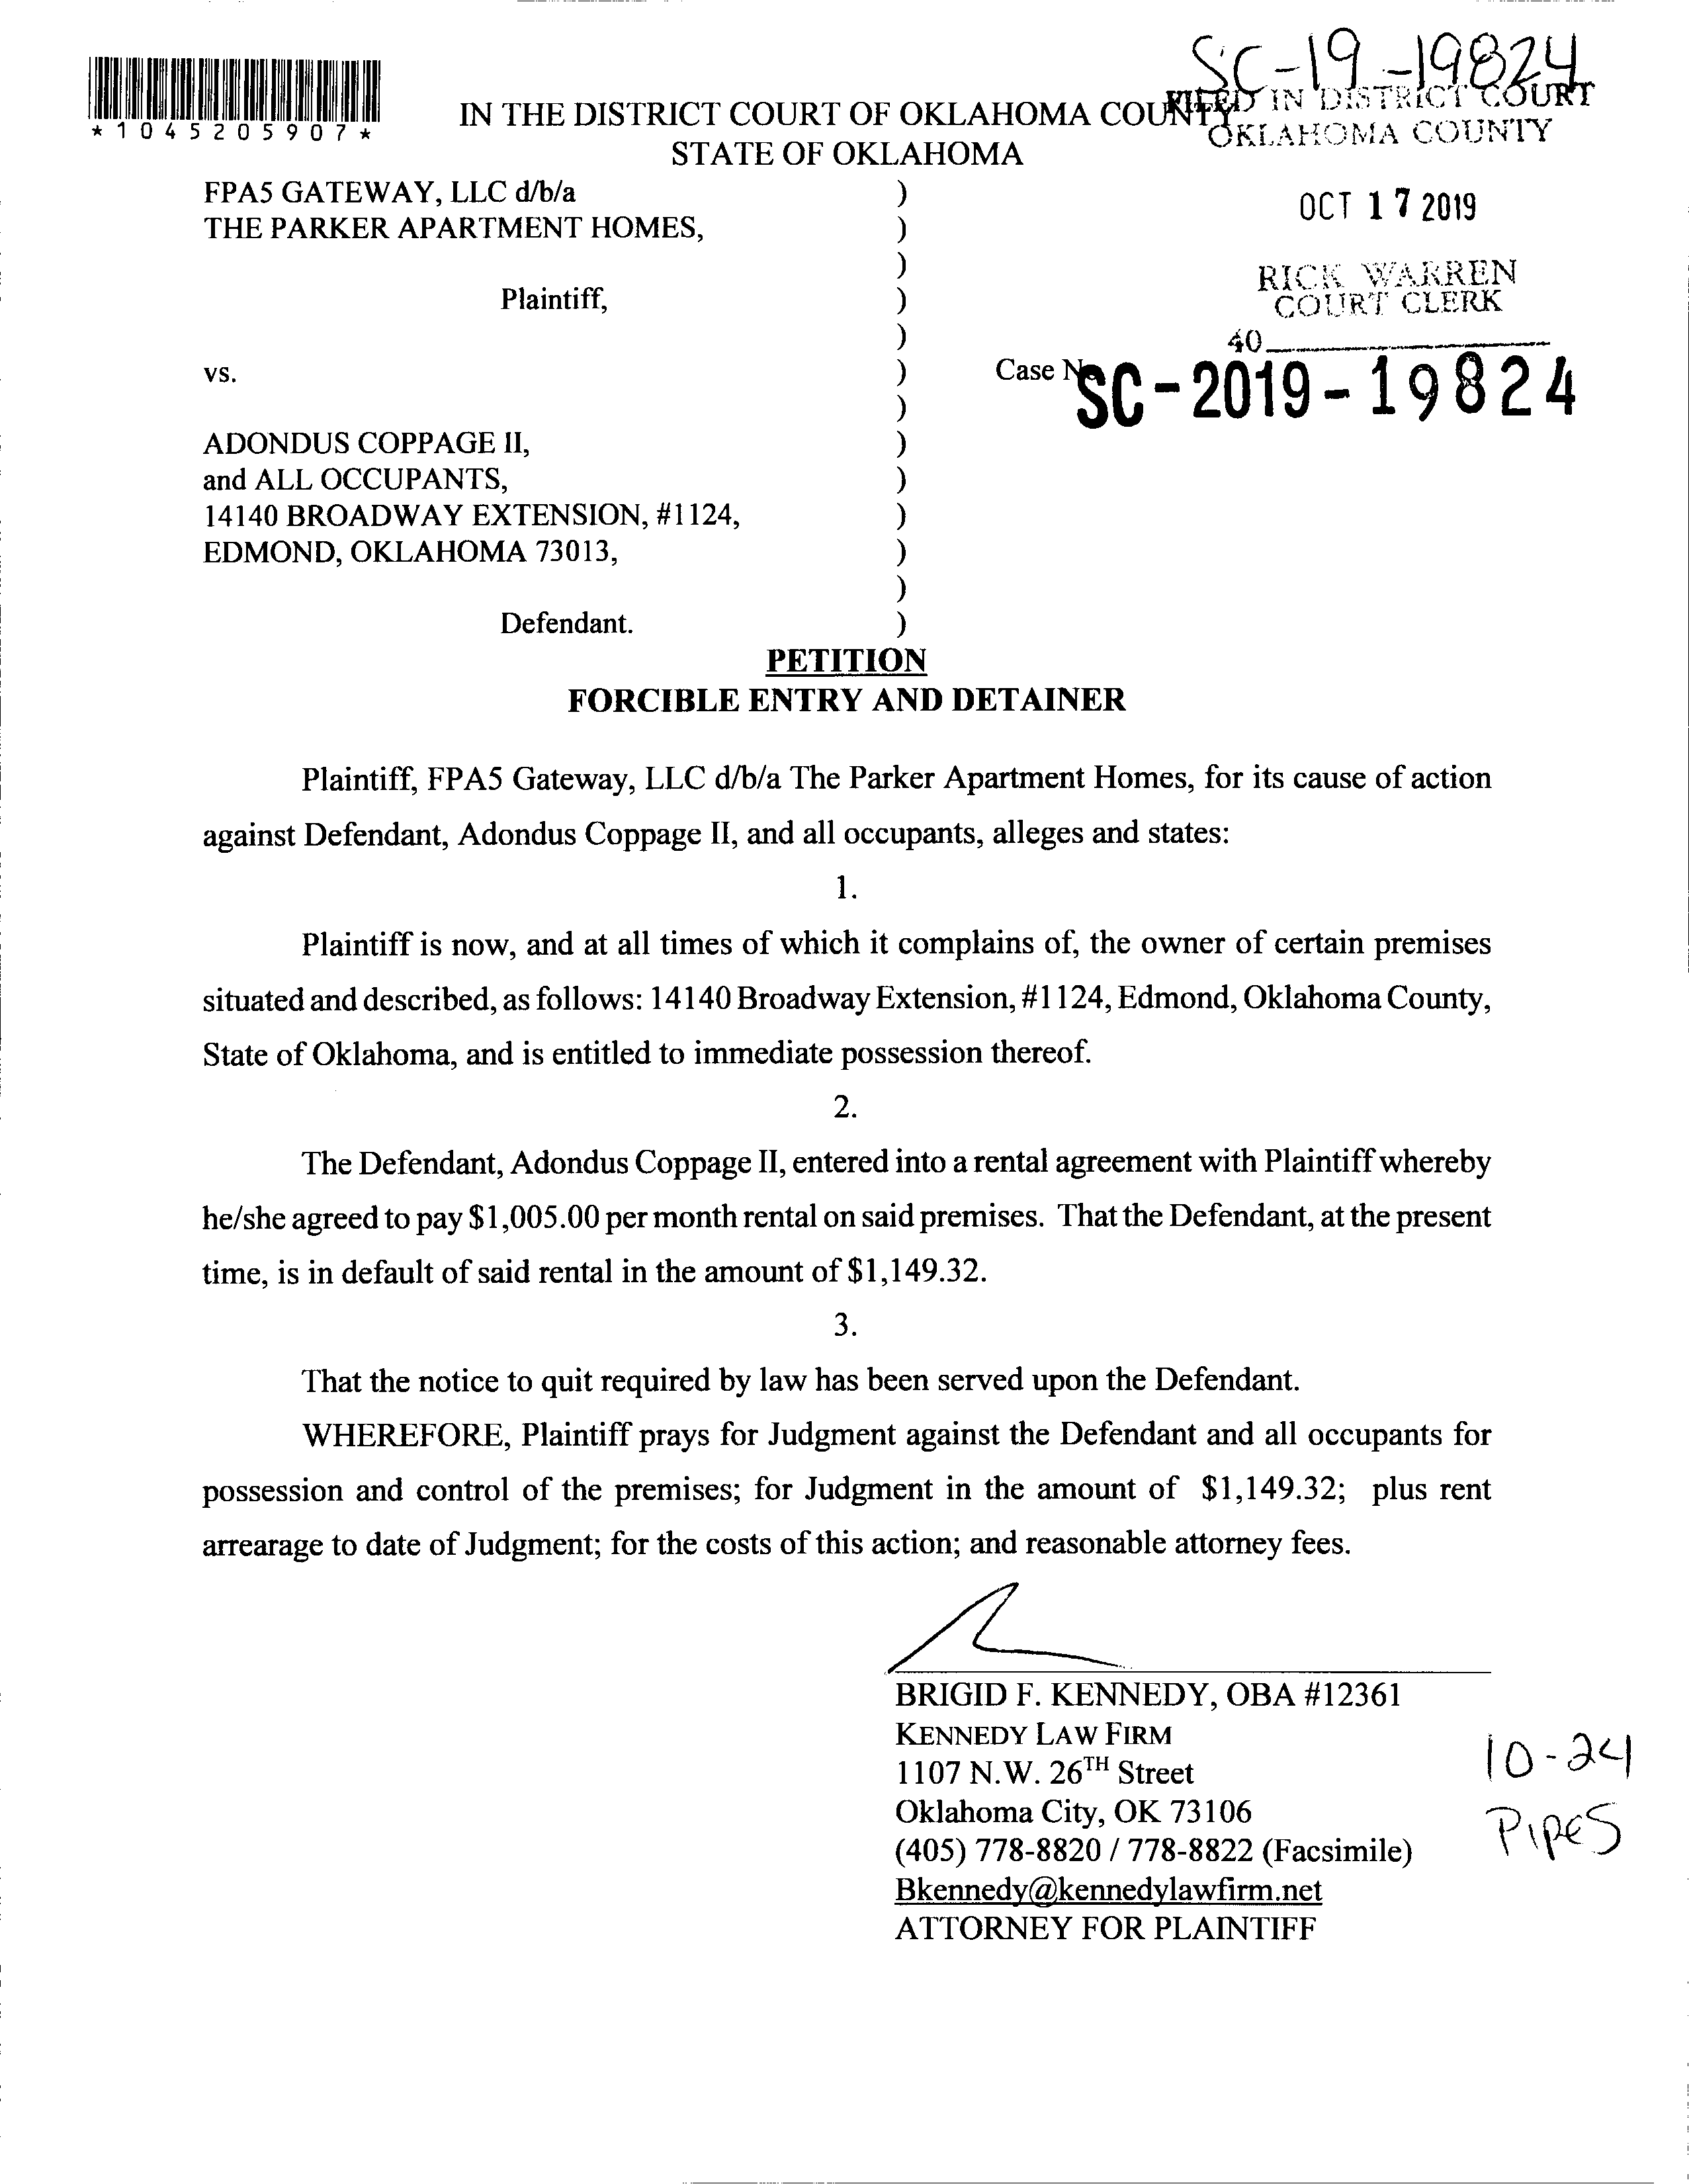 SC-19-19824
*1045205907*
IN THE DISTRICT COURT OF OKLAHOMA COUNTY
STATE OF OKLAHOMA
FILED IN DISTRICT COURT
OKLAHOMA COUNTY
OCT 17 2019
RICK WARREN
COURT CLERK
40
FPA5 GATEWAY, LLC d/b/a )
THE PARKER APARTMENT HOMES, )
)
Plaintiff, )
)
vs. ) Case No.
SC-2019-19824
)
ADONDUS COPPAGE II, )
and ALL OCCUPANTS, )
14140 BROADWAY EXTENSION, #1124, )
EDMOND, OKLAHOMA 73013, )
)
Defendant. )
PETITION
FORCIBLE ENTRY AND DETAINER
Plaintiff, FPA5 Gateway, LLC d/b/a The Parker Apartment Homes, for its cause of action
against Defendant, Adondus Coppage II, and all occupants, alleges and states:
1.
Plaintiff is now, and at all times of which it complains of, the owner of certain premises
situated and described, as follows: 14140 Broadway Extension, #1124, Edmond, Oklahoma County,
State of Oklahoma, and is entitled to immediate possession thereof.
2.
The Defendant, Adondus Coppage II, entered into a rental agreement with Plaintiff whereby
he/she agreed to pay $1,005.00 per month rental on said premises. That the Defendant, at the present
time, is in default of said rental in the amount of $1,149.32.
3.
That the notice to quit required by law has been served upon the Defendant.
WHEREFORE, Plaintiff prays for Judgment against the Defendant and all occupants for
possession and control of the premises; for Judgment in the amount of $1,149.32; plus rent
arrearage to date of Judgment; for the costs of this action; and reasonable attorney fees.
BRIGID F. KENNEDY, OBA #12361
KENNEDY LAW FIRM
1107 N.W. 26TH Street
Oklahoma City, OK 73106
(405) 778-8820 / 778-8822 (Facsimile)
Bkennedy@kennedylawfirm.net
ATTORNEY FOR PLAINTIFF
10-24
Pipes